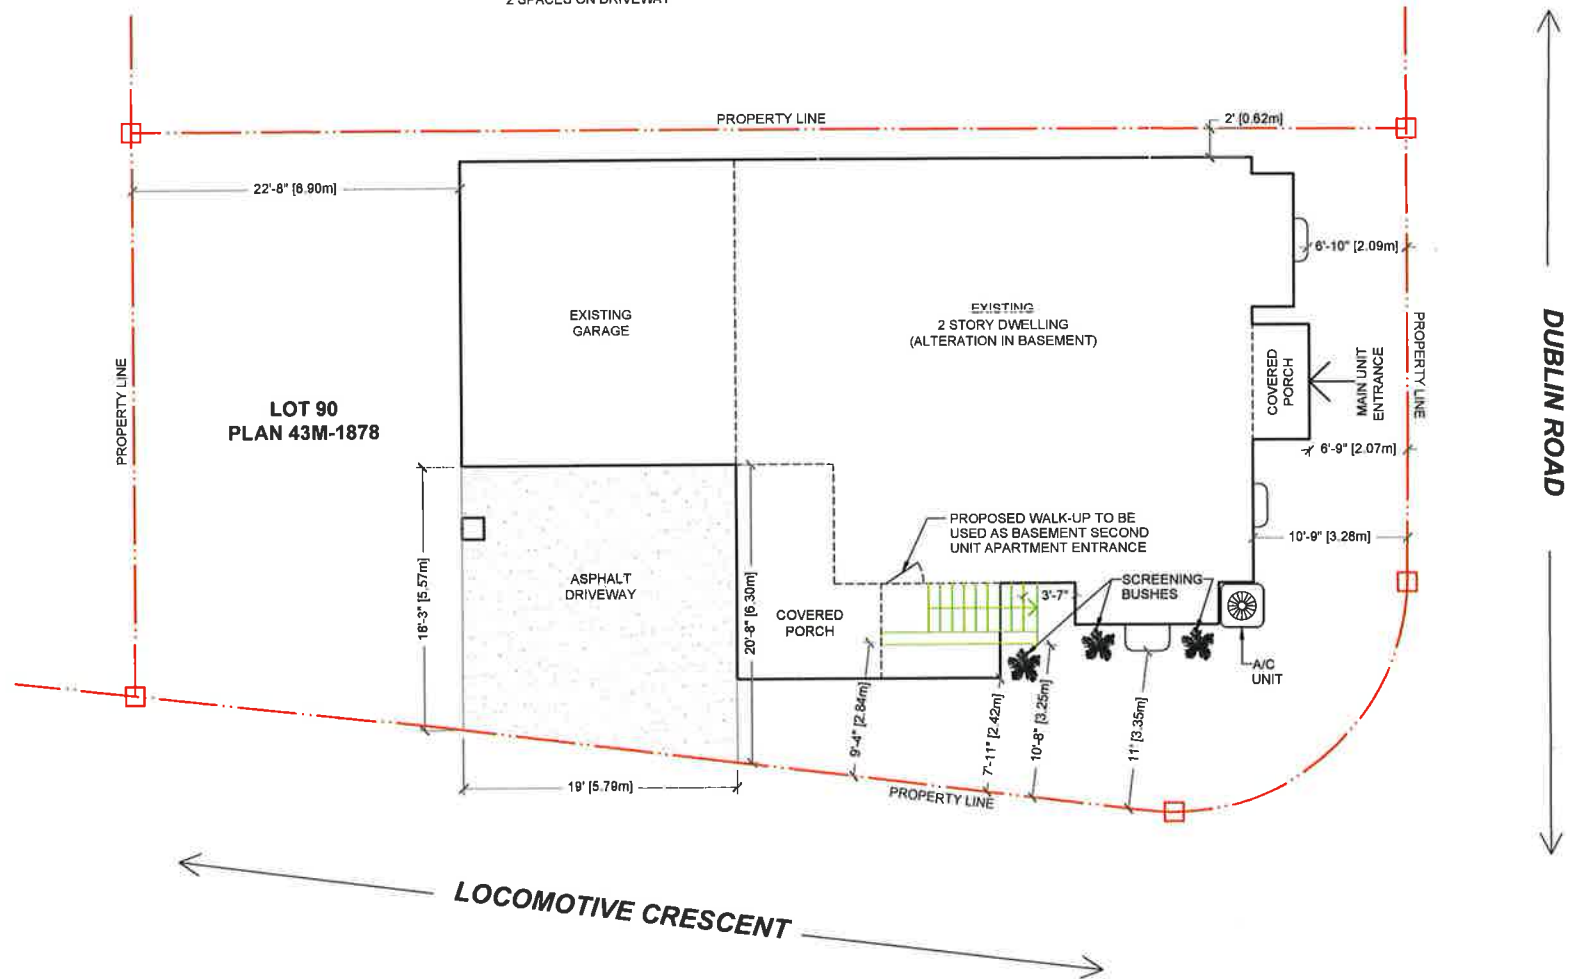 2 SPACES ON DRIVEWAY
PROPERTY LINE
2' [0.62m]
22'-8" [6.90m]
6'-10" [2.09m]
EXISTING
GARAGE
EXISTING
2 STORY DWELLING
(ALTERATION IN BASEMENT)
COVERED
PORCH
MAIN UNIT
ENTRANCE
PROPERTY LINE
DUBLIN ROAD
PROPERTY LINE
LOT 90
PLAN 43M-1878
6'-9" [2.07m]
PROPOSED WALK-UP TO BE
USED AS BASEMENT SECOND
UNIT APARTMENT ENTRANCE
10'-9" [3.28m]
18'-3" [5.57m]
ASPHALT
DRIVEWAY
20'-8" [6.30m]
COVERED
PORCH
3'-7"
SCREENING
BUSHES
A/C
UNIT
9'-4" [2.84m]
7'-11" [2.42m]
10'-8" [3.25m]
11' [3.35m]
19' [5.79m]
PROPERTY LINE
LOCOMOTIVE CRESCENT